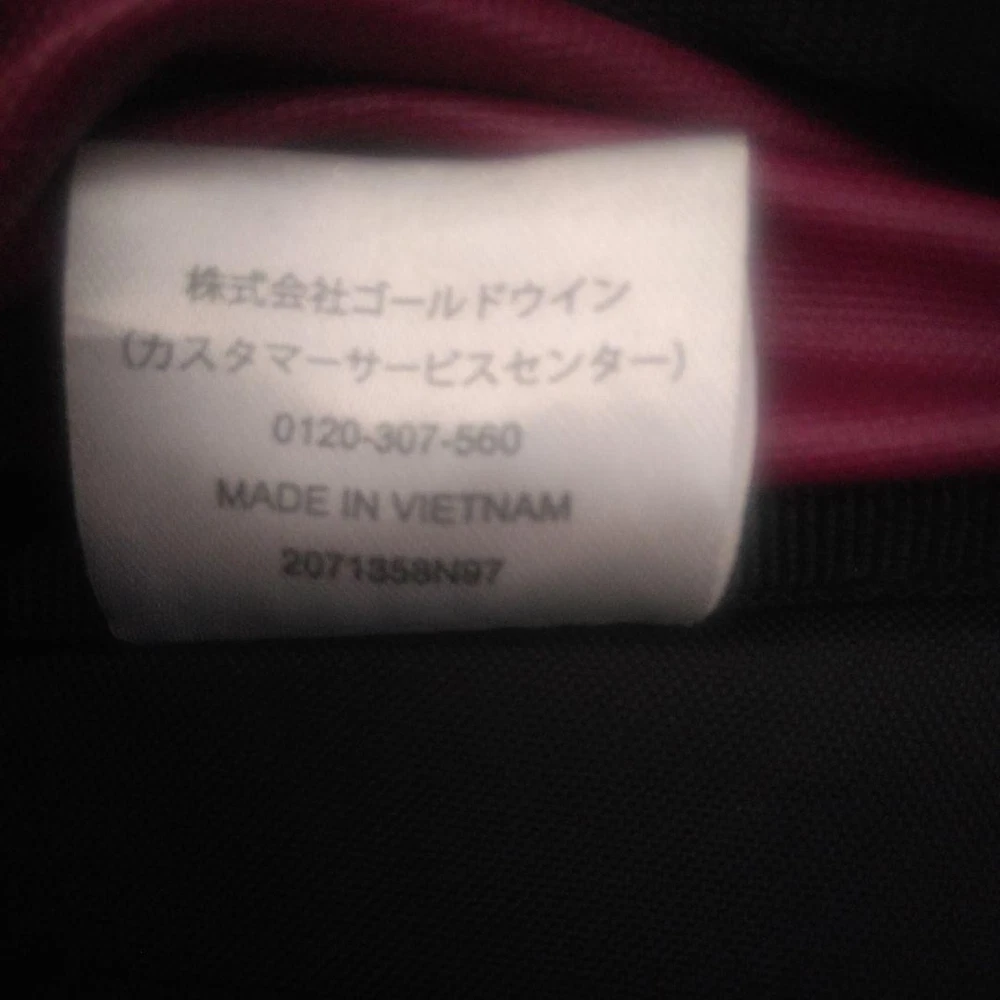 株式会社ゴールドウイン
(カスタマーサービスセンター)
0120-307-560
MADE IN VIETNAM
2071358N97